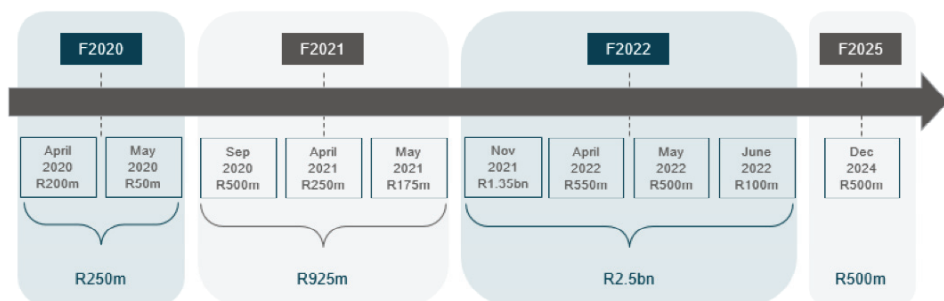 F2020
F2021
F2022
F2025
April
2020
R200m
May
2020
R50m
Sep
2020
R500m
April
2021
R250m
May
2021
R175m
Nov
2021
R1.35bn
April
2022
R550m
May
2022
R500m
June
2022
R100m
Dec
2024
R500m
R250m
R925m
R2.5bn
R500m